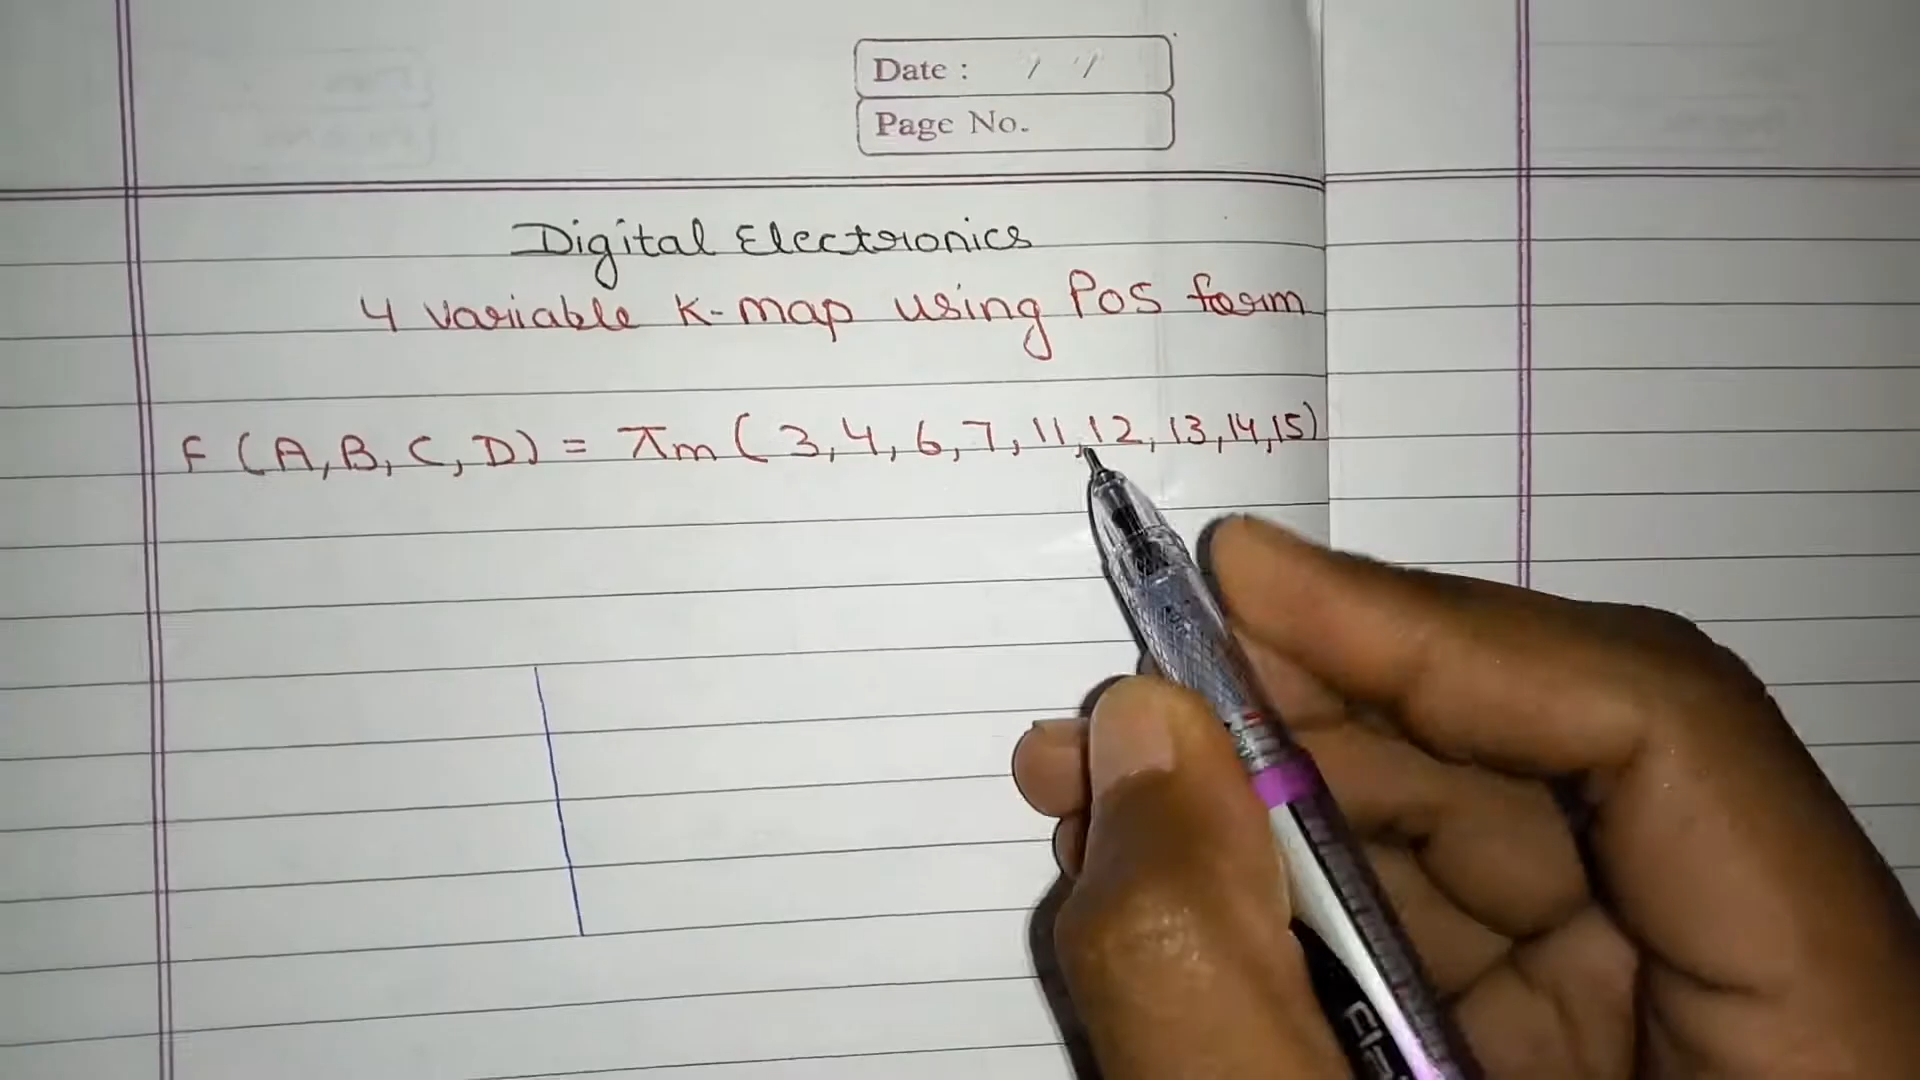 Date : / /
Page No.
Digital Electronics
4 variable K-map using POS form
F (A, B, C, D) = πm ( 3, 4, 6, 7, 11, 12, 13, 14, 15)